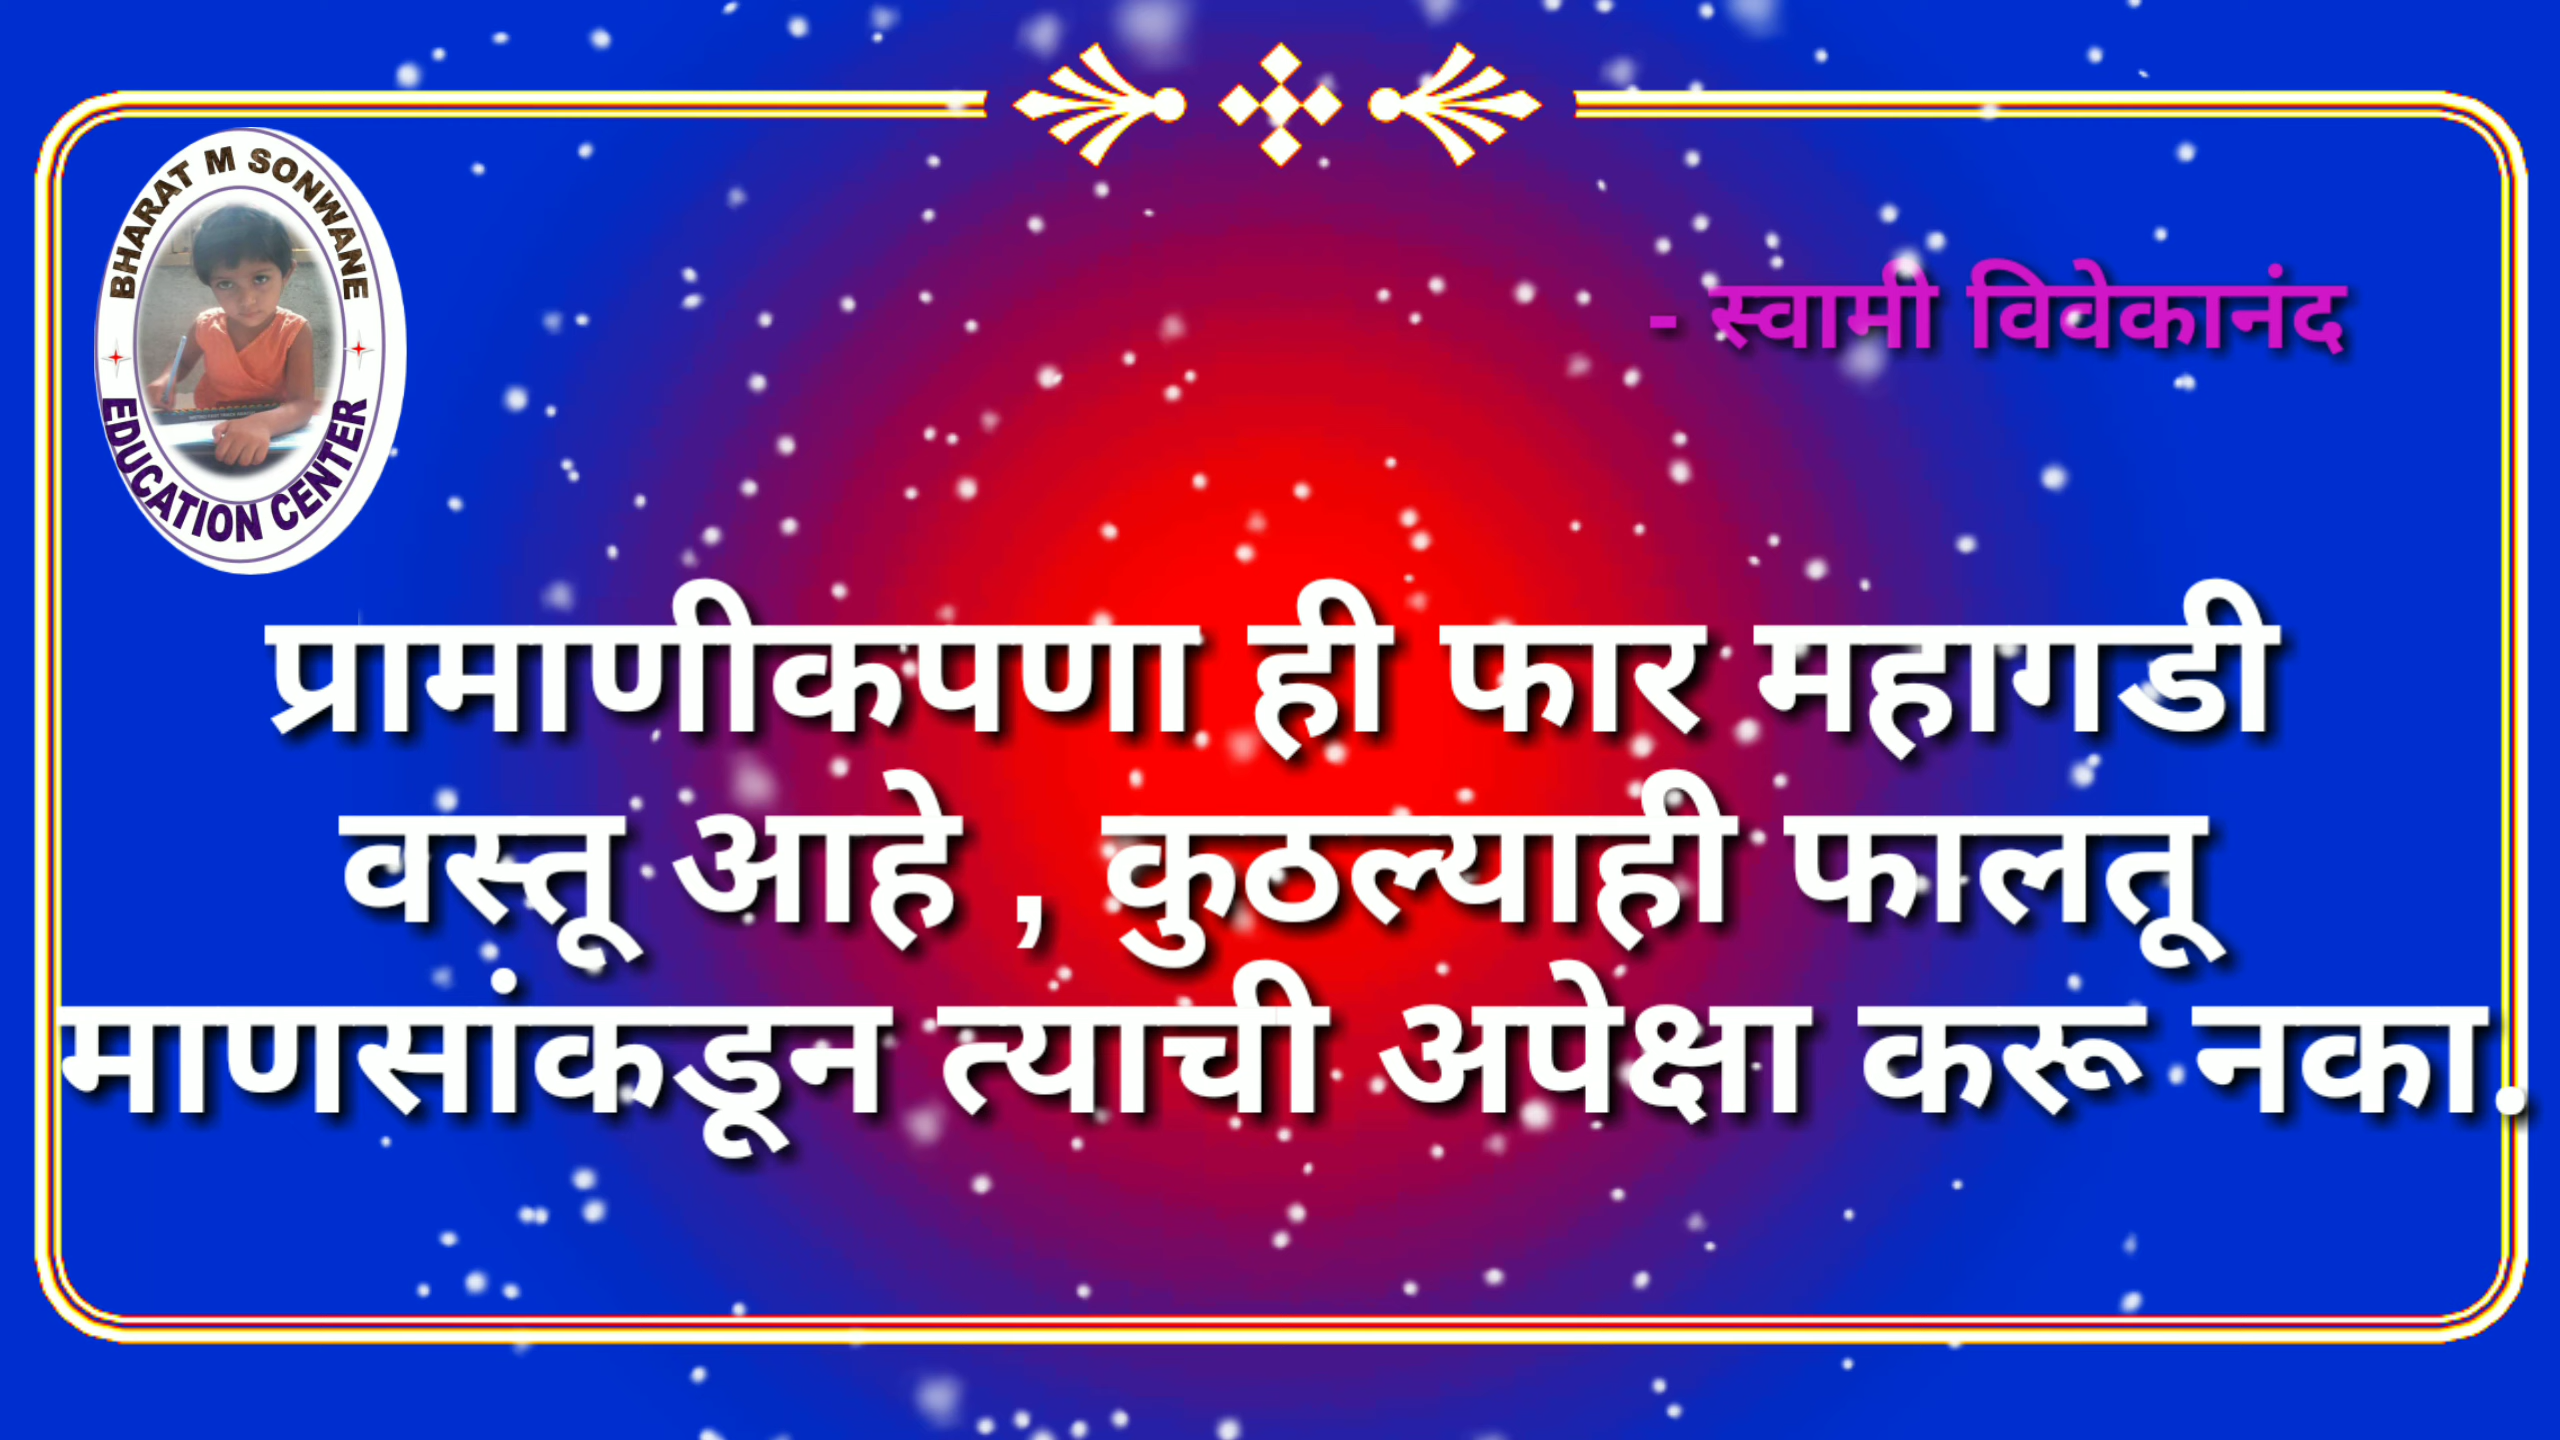 BHARAT M SONWANE
EDUCATION CENTER
- स्वामी विवेकानंद
प्रामाणीकपणा ही फार महागडी
वस्तू आहे , कुठल्याही फालतू
माणसांकडून त्याची अपेक्षा करू नका.